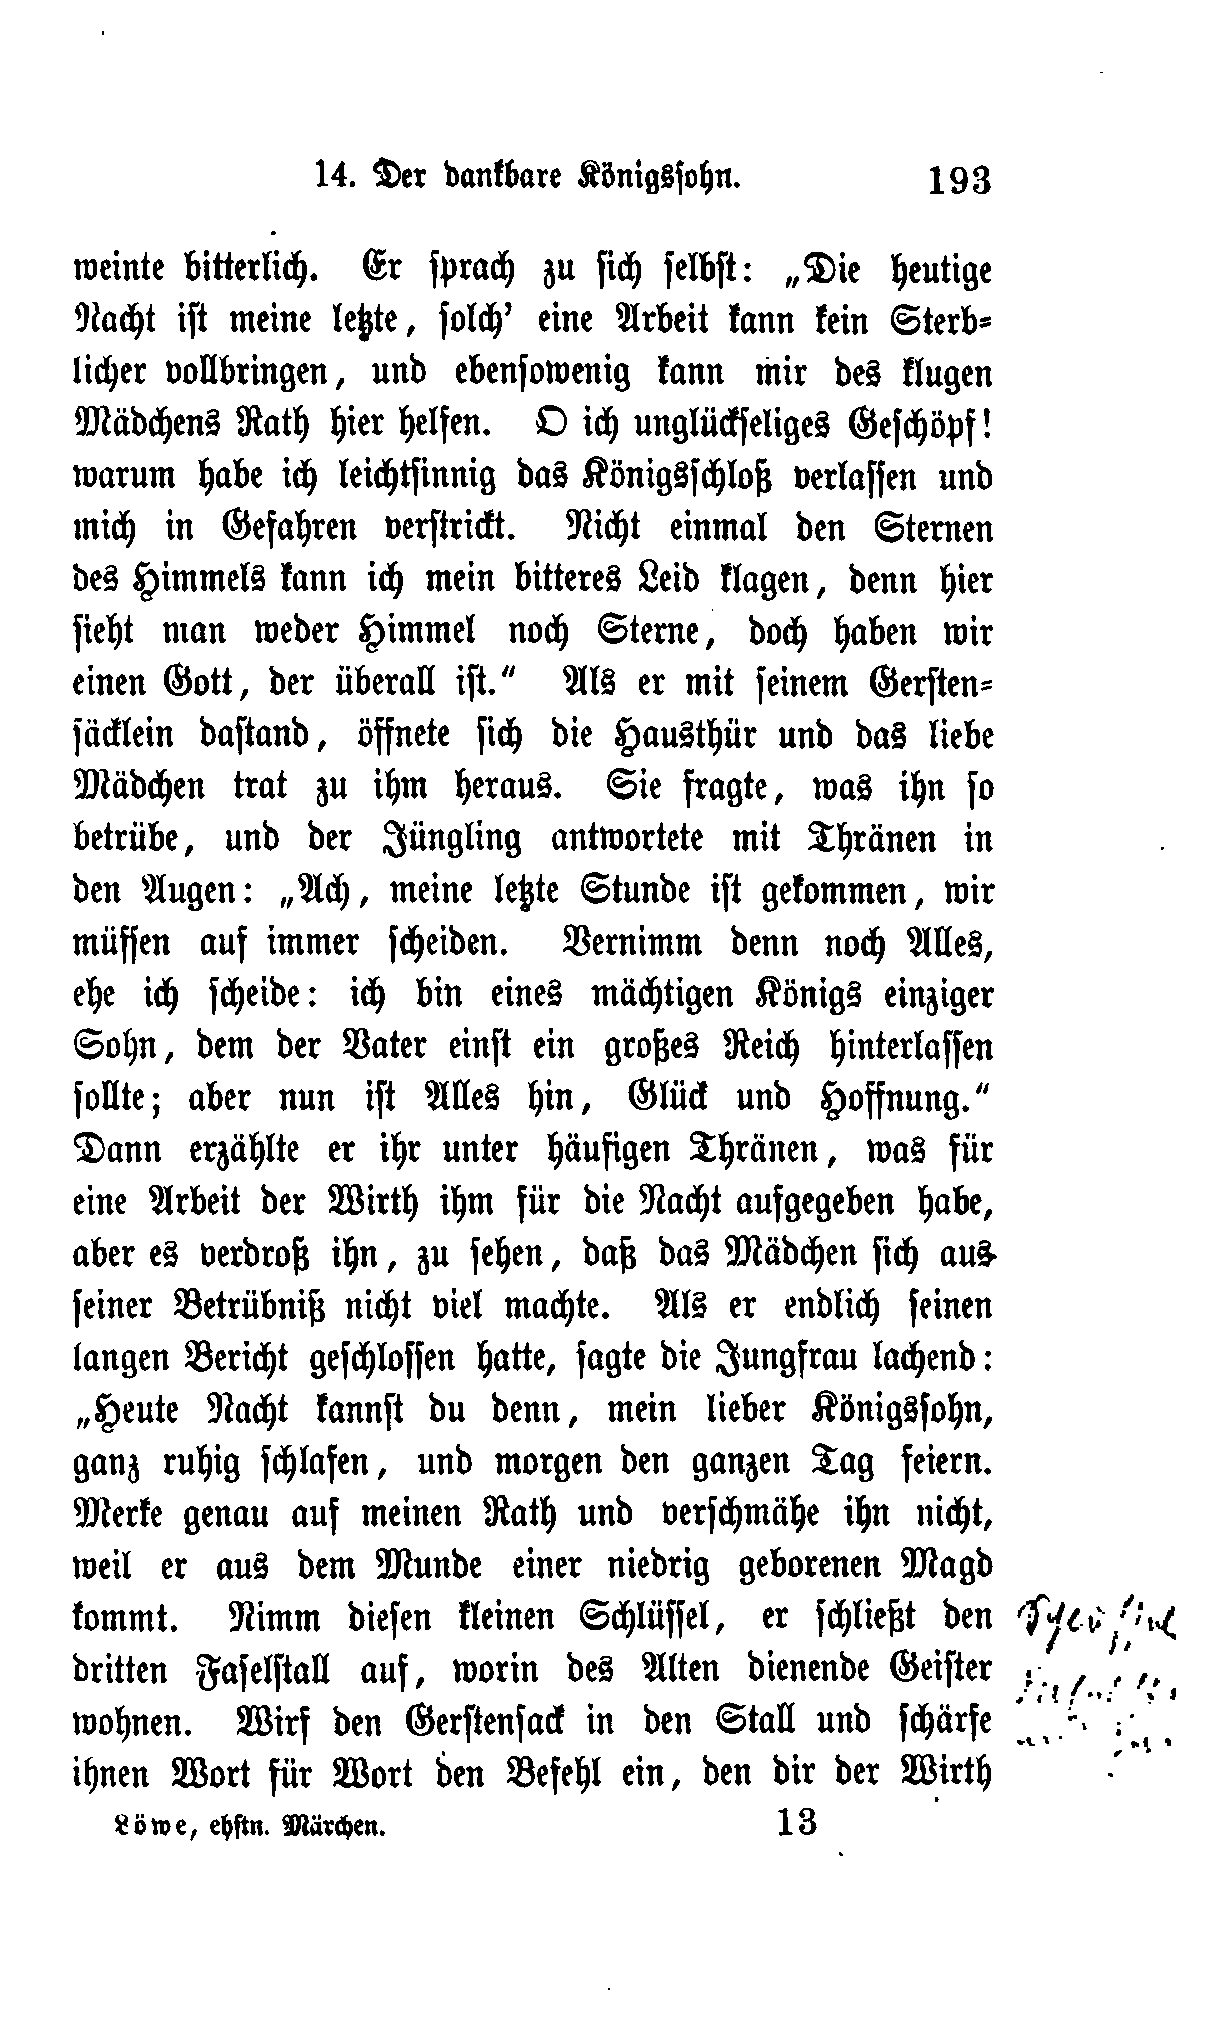 14. Der dankbare Königssohn. 193
weinte bitterlich. Er sprach zu sich selbst: „Die heutige
Nacht ist meine letzte, solch' eine Arbeit kann kein Sterb-
licher vollbringen, und ebensowenig kann mir des klugen
Mädchens Rath hier helfen. O ich unglückseliges Geschöpf!
warum habe ich leichtsinnig das Königsschloß verlassen und
mich in Gefahren verstrickt. Nicht einmal den Sternen
des Himmels kann ich mein bitteres Leid klagen, denn hier
sieht man weder Himmel noch Sterne, doch haben wir
einen Gott, der überall ist.“ Als er mit seinem Gersten-
säcklein dastand, öffnete sich die Hausthür und das liebe
Mädchen trat zu ihm heraus. Sie fragte, was ihn so
betrübe, und der Jüngling antwortete mit Thränen in
den Augen: „Ach, meine letzte Stunde ist gekommen, wir
müssen auf immer scheiden. Vernimm denn noch Alles,
ehe ich scheide: ich bin eines mächtigen Königs einziger
Sohn, dem der Vater einst ein großes Reich hinterlassen
sollte; aber nun ist Alles hin, Glück und Hoffnung.“
Dann erzählte er ihr unter häufigen Thränen, was für
eine Arbeit der Wirth ihm für die Nacht aufgegeben habe,
aber es verdroß ihn, zu sehen, daß das Mädchen sich aus
seiner Betrübniß nicht viel machte. Als er endlich seinen
langen Bericht geschlossen hatte, sagte die Jungfrau lachend:
„Heute Nacht kannst du denn, mein lieber Königssohn,
ganz ruhig schlafen, und morgen den ganzen Tag feiern.
Merke genau auf meinen Rath und verschmähe ihn nicht,
weil er aus dem Munde einer niedrig geborenen Magd
kommt. Nimm diesen kleinen Schlüssel, er schließt den
dritten Faselstall auf, worin des Alten dienende Geister
wohnen. Wirf den Gerstensack in den Stall und schärfe
ihnen Wort für Wort den Befehl ein, den dir der Wirth
Löwe, ehstn. Märchen. 13